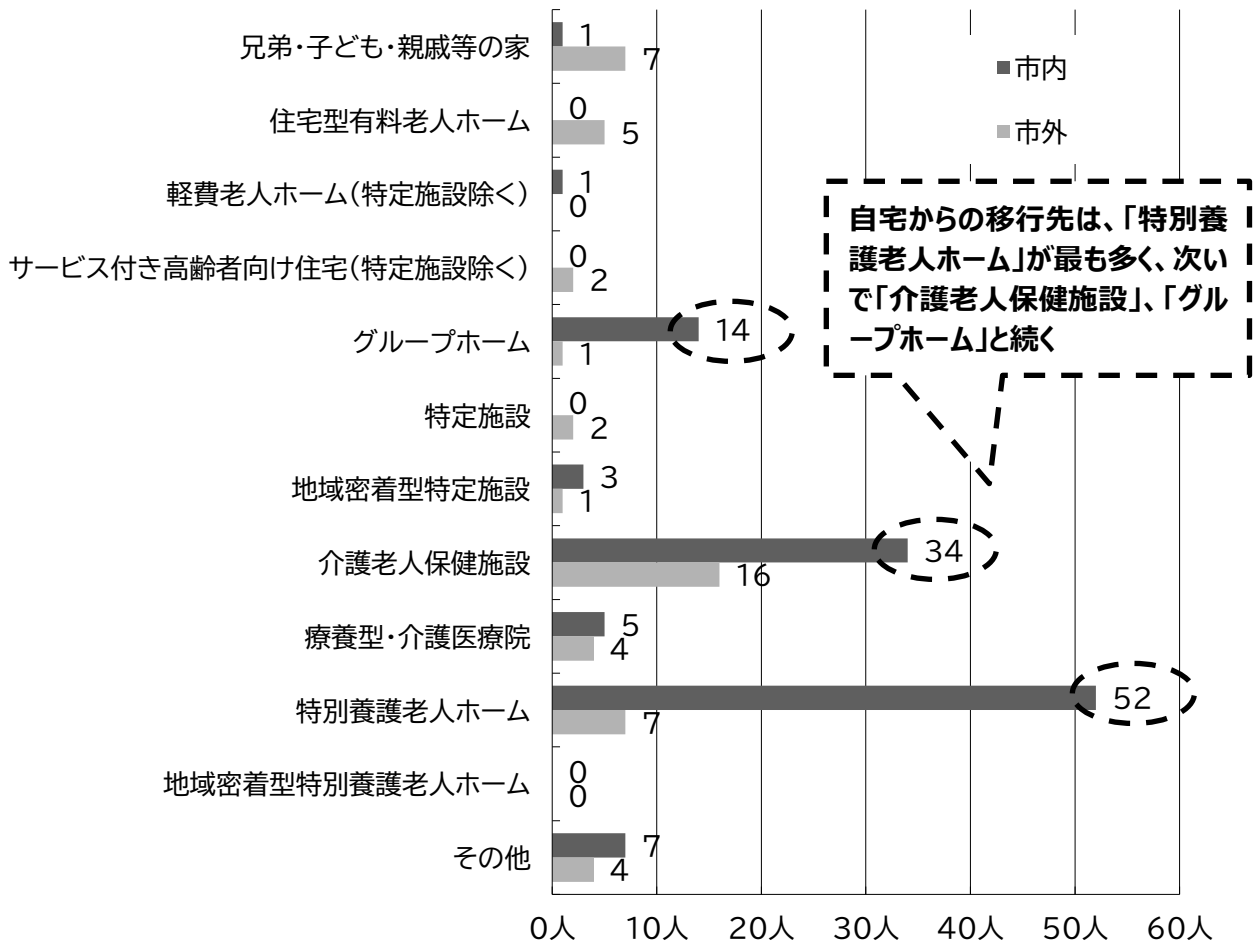 兄弟・子ども・親戚等の家
1
7
住宅型有料老人ホーム
0
5
軽費老人ホーム(特定施設除く)
1
0
サービス付き高齢者向け住宅(特定施設除く)
0
2
グループホーム
14
1
特定施設
0
2
地域密着型特定施設
3
1
介護老人保健施設
34
16
療養型・介護医療院
5
4
特別養護老人ホーム
52
7
地域密着型特別養護老人ホーム
0
0
その他
7
4
■市内
■市外
自宅からの移行先は、「特別養
護老人ホーム」が最も多く、次い
で「介護老人保健施設」、「グル
ープホーム」と続く
0人 10人 20人 30人 40人 50人 60人